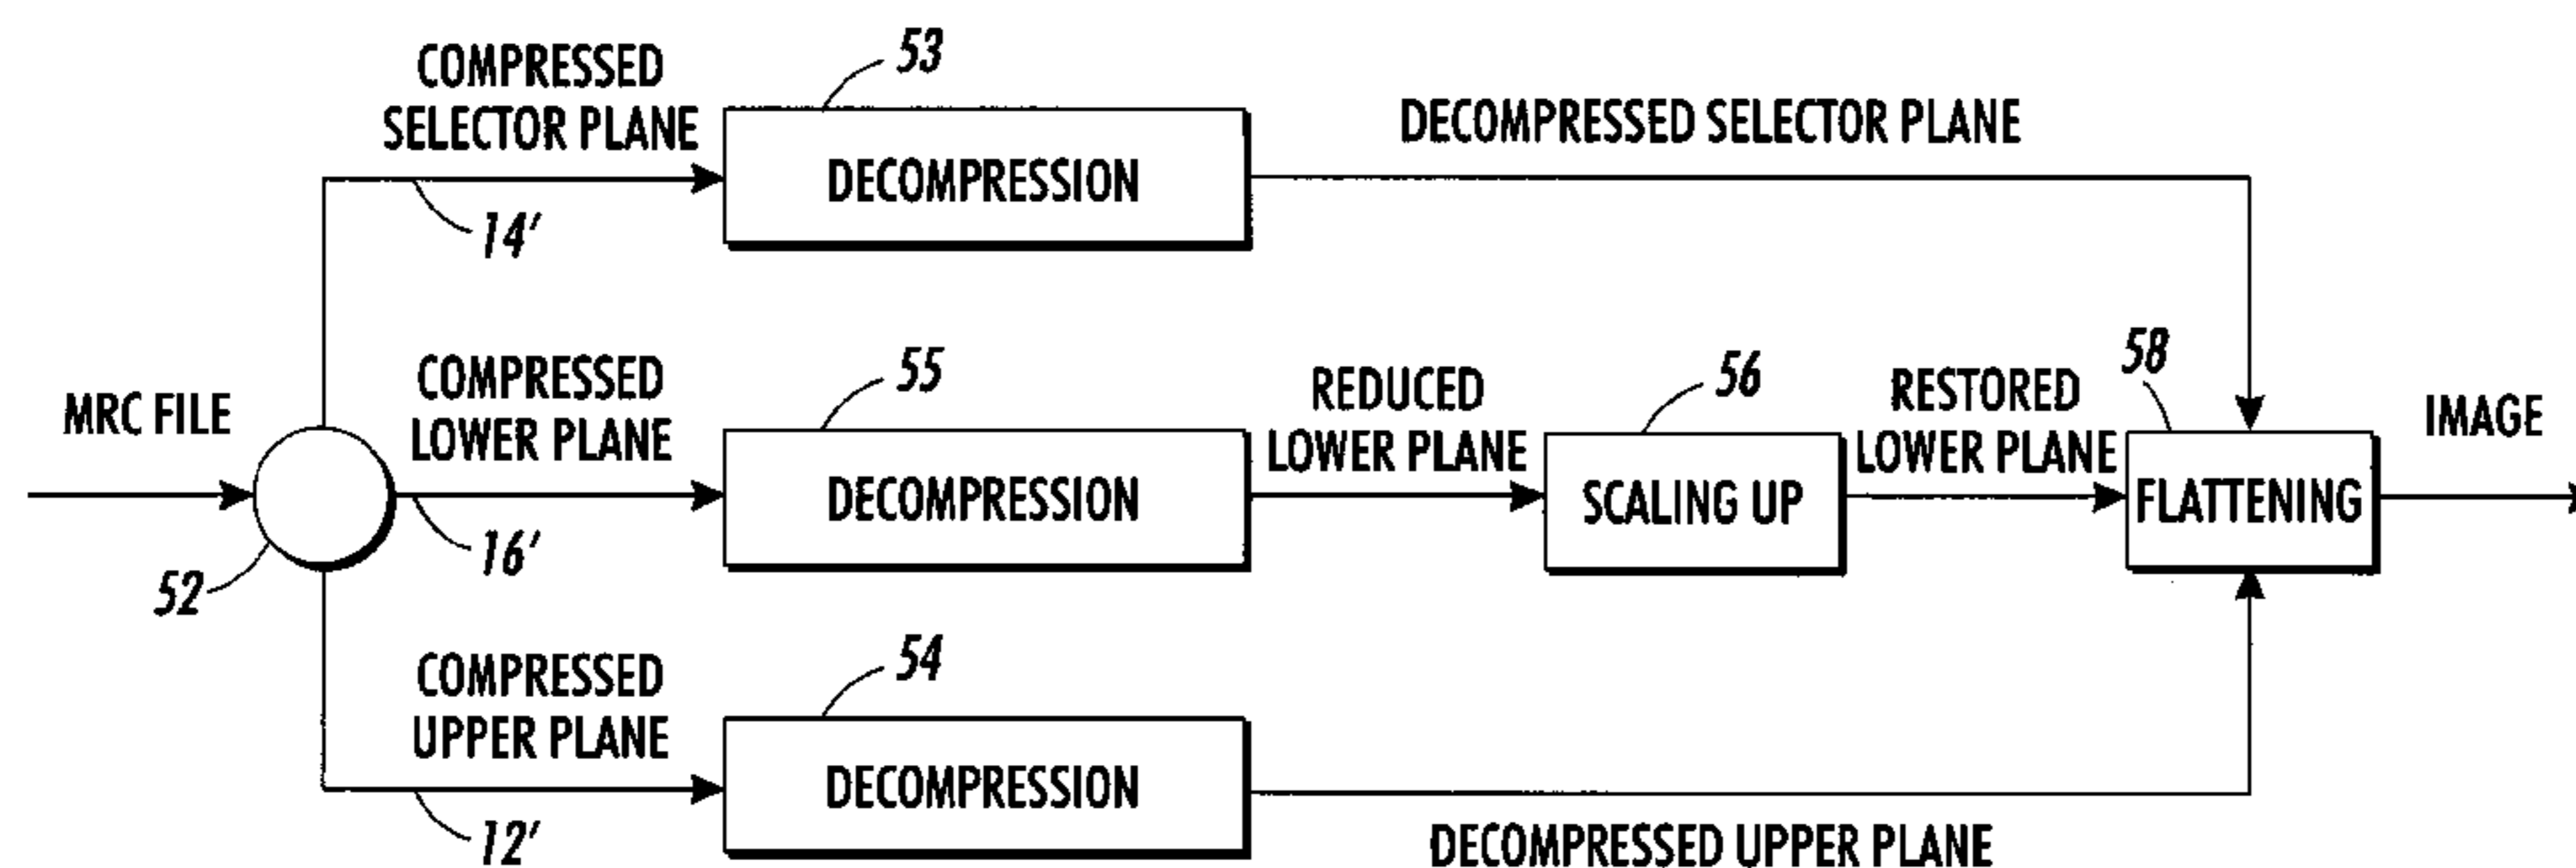 53
COMPRESSED
SELECTOR PLANE
DECOMPRESSION
DECOMPRESSED SELECTOR PLANE
14'
MRC FILE
52
COMPRESSED
LOWER PLANE
16'
55
DECOMPRESSION
REDUCED
LOWER PLANE
56
SCALING UP
RESTORED
LOWER PLANE
58
FLATTENING
IMAGE
COMPRESSED
UPPER PLANE
12'
54
DECOMPRESSION
DECOMPRESSED UPPER PLANE